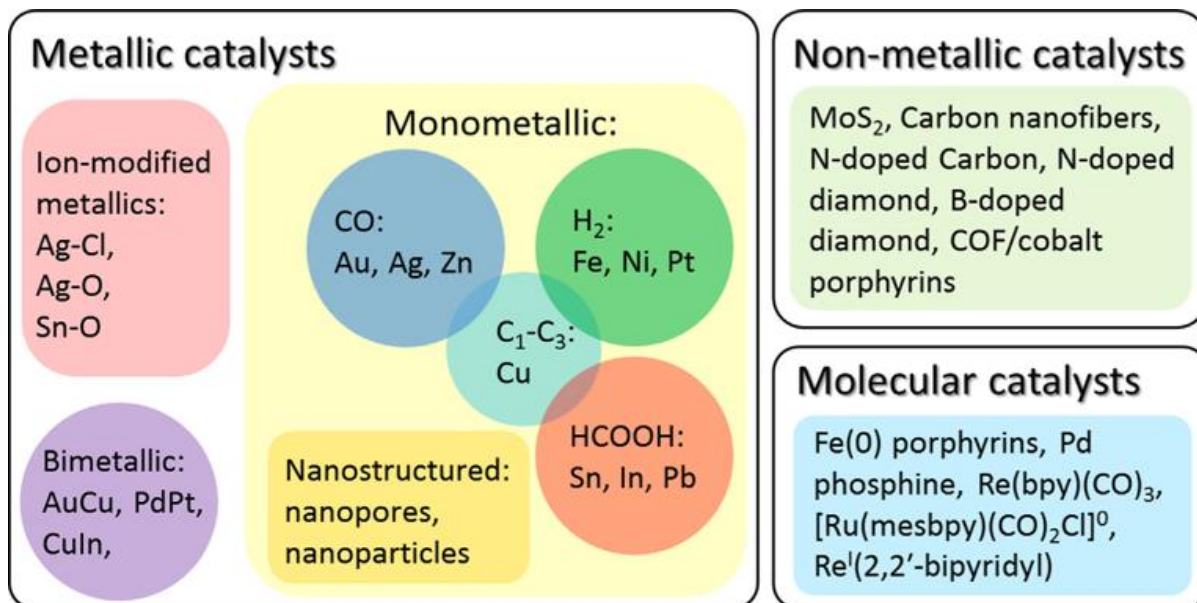 Metallic catalysts
Ion-modified
metallics:
Ag-Cl,
Ag-O,
Sn-O
Bimetallic:
AuCu, PdPt,
CuIn,
Monometallic:
CO:
Au, Ag, Zn
H₂:
Fe, Ni, Pt
C₁-C₃:
Cu
HCOOH:
Sn, In, Pb
Nanostructured:
nanopores,
nanoparticles
Non-metallic catalysts
MoS₂, Carbon nanofibers,
N-doped Carbon, N-doped
diamond, B-doped
diamond, COF/cobalt
porphyrins
Molecular catalysts
Fe(0) porphyrins, Pd
phosphine, Re(bpy)(CO)₃,
[Ru(mesbpy)(CO)₂Cl]⁰,
Reᴵ(2,2′-bipyridyl)